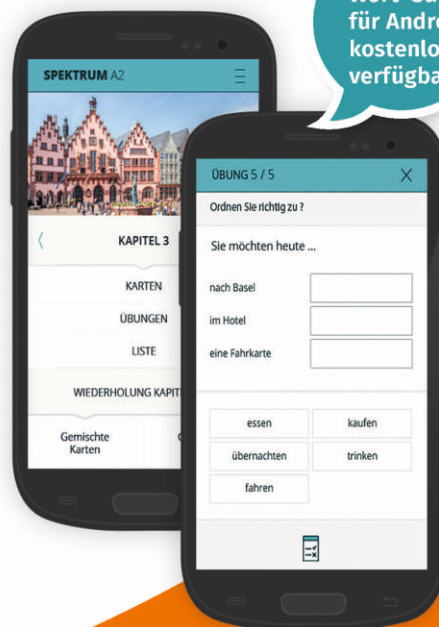 für
kostenlo
verfügba
SPEKTRUM A2
KAPITEL 3
KARTEN
ÜBUNGEN
LISTE
WIEDERHOLUNG KAPIT
Gemischte
Karten
ÜBUNG 5 / 5
X
Ordnen Sie richtig zu ?
Sie möchten heute ...
nach Basel
im Hotel
eine Fahrkarte
essen
kaufen
übernachten
trinken
fahren